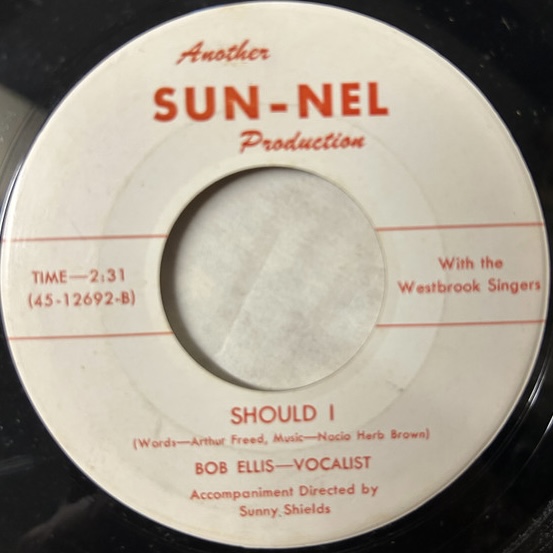 Another
SUN-NEL
Production
TIME—2:31
(45-12692-B)
With the
Westbrook Singers
SHOULD I
(Words—Arthur Freed, Music—Nacio Herb Brown)
BOB ELLIS—VOCALIST
Accompaniment Directed by
Sunny Shields